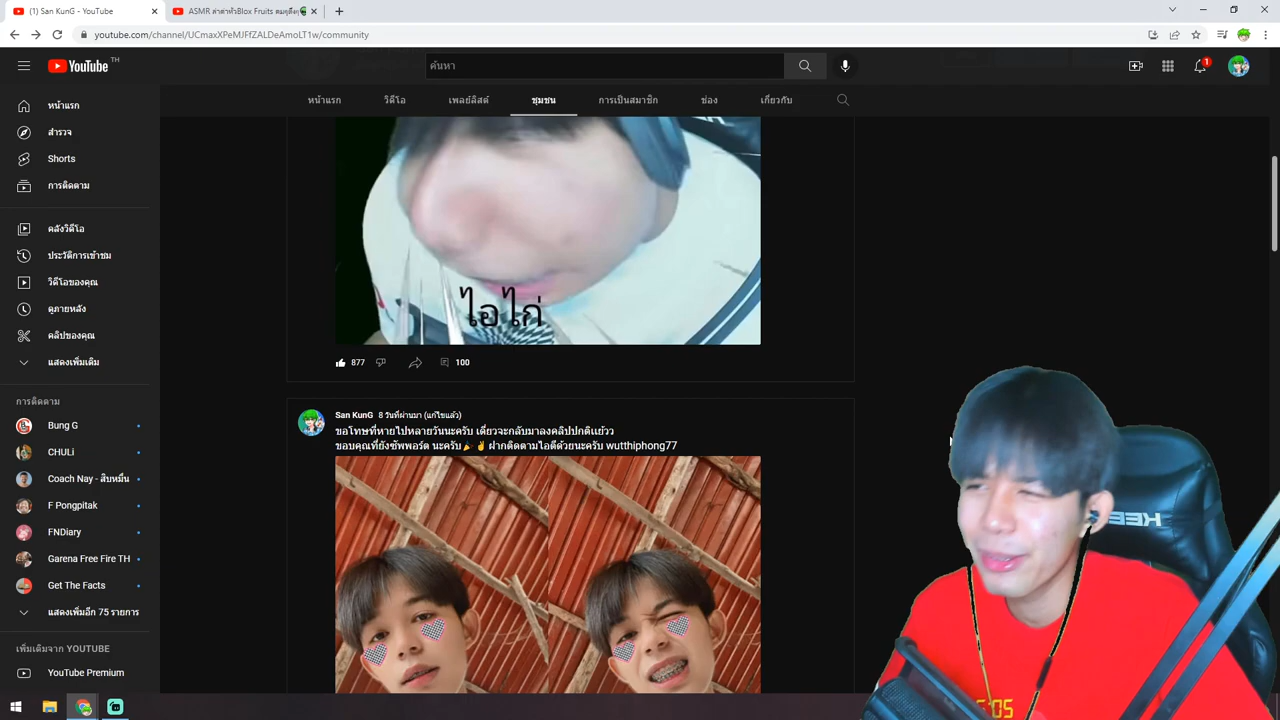 (1) San KunG - YouTube
ASMR ล่าค่าหัวBlox Fruits
youtube.com/channel/UCmaxXPeMJFfZALDeAmoLT1w/community
YouTube TH
ค้นหา
1
หน้าแรก
วิดีโอ
เพลย์ลิสต์
ชุมชน
การเป็นสมาชิก
ช่อง
เกี่ยวกับ
หน้าแรก
สำรวจ
Shorts
การติดตาม
คลังวิดีโอ
ประวัติการเข้าชม
วิดีโอของคุณ
ดูภายหลัง
คลิปของคุณ
แสดงเพิ่มเติม
การติดตาม
Bung G
CHULi
Coach Nay - สิบหมื่น
F Pongpitak
FNDiary
Garena Free Fire TH
Get The Facts
แสดงเพิ่มอีก 75 รายการ
เพิ่มเติมจาก YOUTUBE
YouTube Premium
ไอไก่
877
100
San KunG 8 วันที่ผ่านมา (แก้ไขแล้ว)
ขอโทษที่หายไปหลายวันนะครับ เดี่ยวจะกลับมาลงคลิปปกติแย้วว
ขอบคุณที่ยังซัพพอร์ต นะครับ🎉✌ ฝากติดตามไอดีด้วยนะครับ wutthiphong77